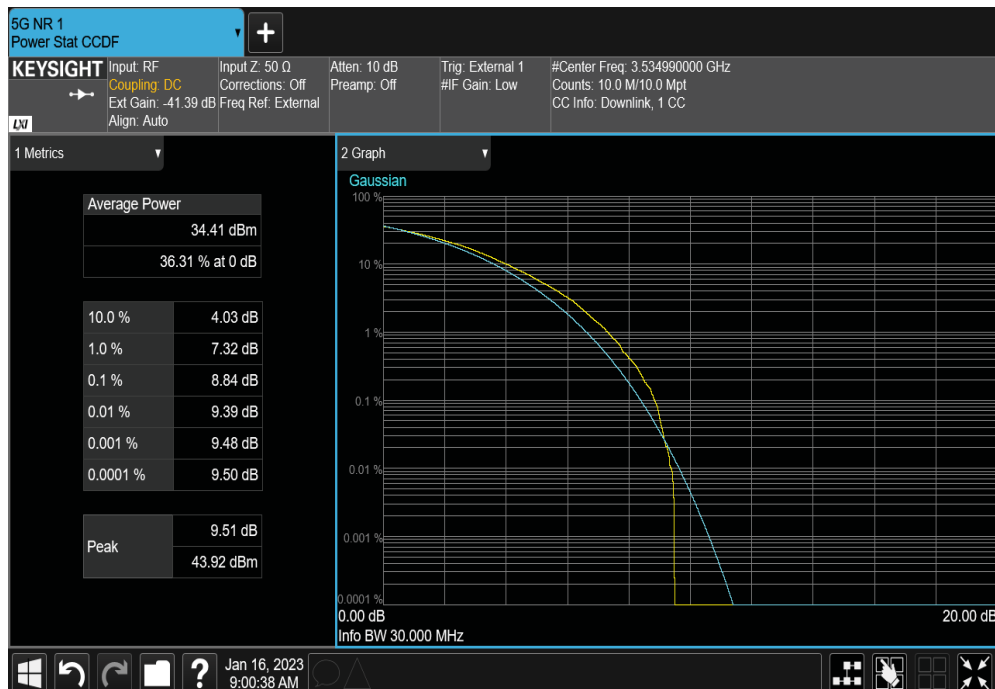 5G NR 1
Power Stat CCDF
KEYSIGHT
LXI
Input: RF
Coupling: DC
Ext Gain: -41.39 dB
Align: Auto
Input Z: 50 Ω
Corrections: Off
Freq Ref: External
Atten: 10 dB
Preamp: Off
Trig: External 1
#IF Gain: Low
#Center Freq: 3.534990000 GHz
Counts: 10.0 M/10.0 Mpt
CC Info: Downlink, 1 CC
1 Metrics
Average Power
34.41 dBm
36.31 % at 0 dB
10.0 % 4.03 dB
1.0 % 7.32 dB
0.1 % 8.84 dB
0.01 % 9.39 dB
0.001 % 9.48 dB
0.0001 % 9.50 dB
Peak
9.51 dB
43.92 dBm
2 Graph
Gaussian
100 %
10 %
1 %
0.1 %
0.01 %
0.001 %
0.0001 %
0.00 dB 20.00 dB
Info BW 30.000 MHz
?
Jan 16, 2023
9:00:38 AM